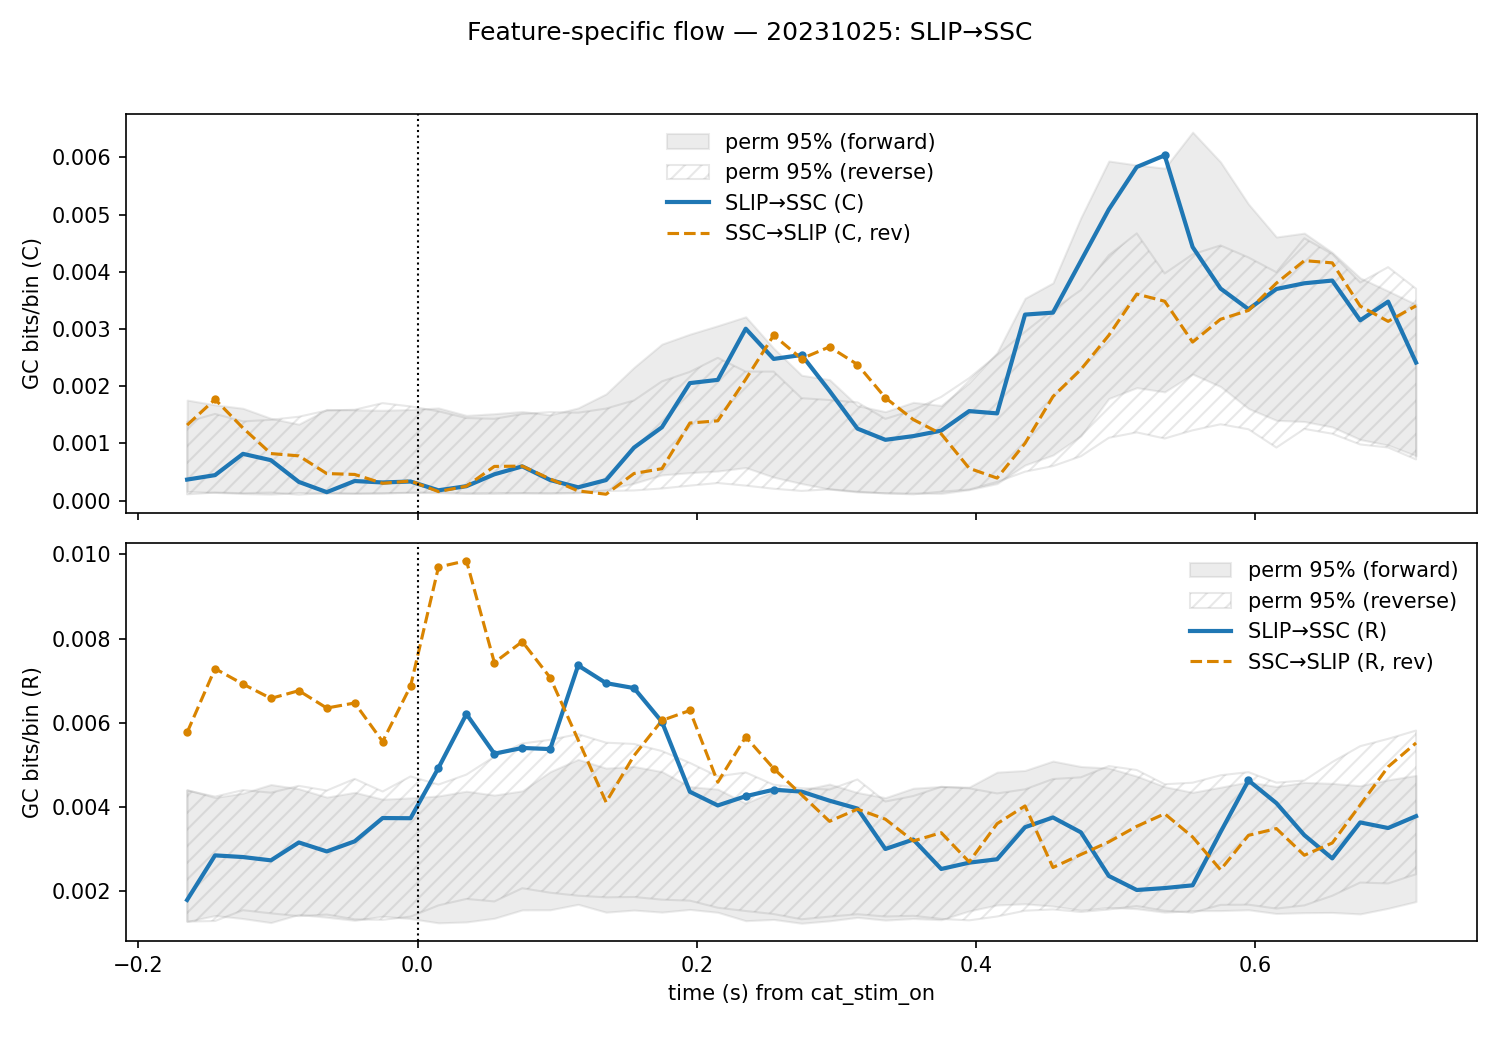 Feature-specific flow — 20231025: SLIP→SSC
perm 95% (forward)
perm 95% (reverse)
SLIP→SSC (C)
SSC→SLIP (C, rev)
GC bits/bin (C)
0.006
0.005
0.004
0.003
0.002
0.001
0.000
perm 95% (forward)
perm 95% (reverse)
SLIP→SSC (R)
SSC→SLIP (R, rev)
GC bits/bin (R)
0.010
0.008
0.006
0.004
0.002
−0.2 0.0 0.2 0.4 0.6
time (s) from cat_stim_on